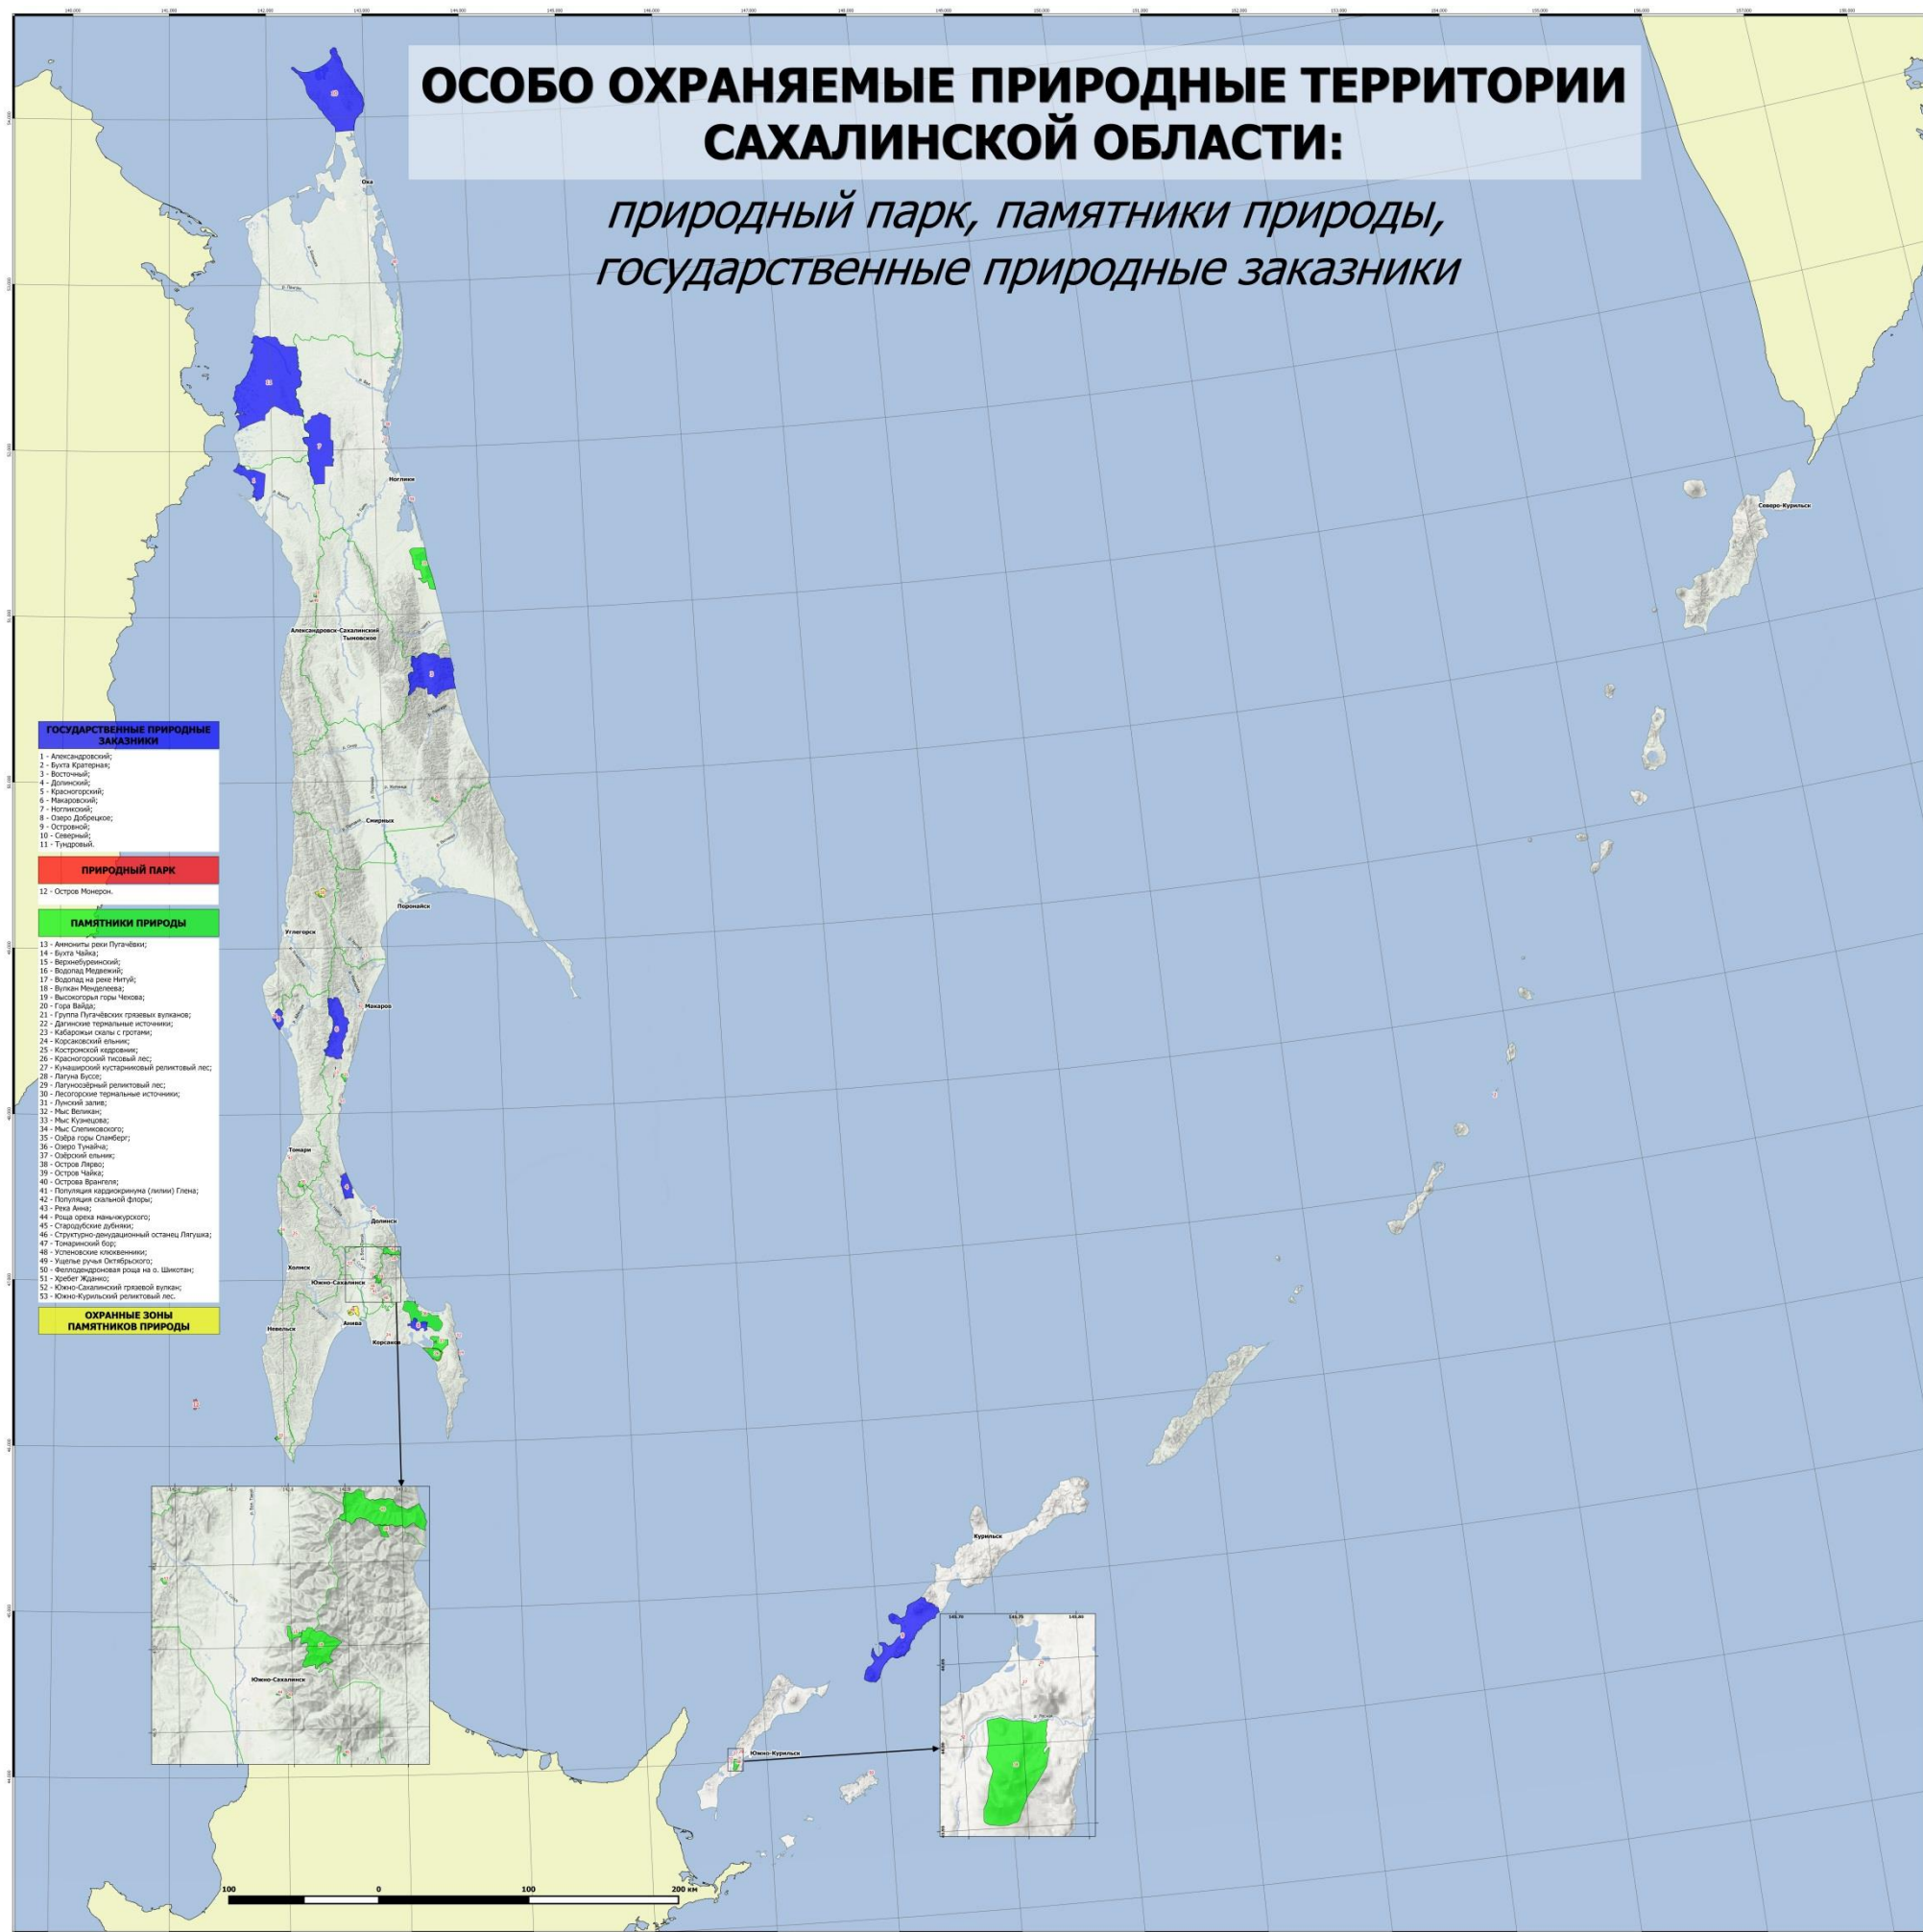 ОСОБО ОХРАНЯЕМЫЕ ПРИРОДНЫЕ ТЕРРИТОРИИ
САХАЛИНСКОЙ ОБЛАСТИ:
природный парк, памятники природы,
государственные природные заказники
Оха
Ноглики
Александровск-Сахалинский
Тымовское
Смирных
Поронайск
Углегорск
Макаров
Томари
Долинск
Холмск
Южно-Сахалинск
Анива
Невельск
Корсаков
Северо-Курильск
Курильск
Южно-Курильск
ГОСУДАРСТВЕННЫЕ ПРИРОДНЫЕ
ЗАКАЗНИКИ
1 - Александровский;
2 - Бухта Кратерная;
3 - Восточный;
4 - Долинский;
5 - Красногорский;
6 - Макаровский;
7 - Ногликский;
8 - Озеро Добрецкое;
9 - Островной;
10 - Северный;
11 - Тундровый.
ПРИРОДНЫЙ ПАРК
12 - Остров Монерон.
ПАМЯТНИКИ ПРИРОДЫ
13 - Аммониты реки Пугачёвки;
14 - Бухта Чайка;
15 - Верхнебуреинский;
16 - Водопад Медвежий;
17 - Водопад на реке Нитуй;
18 - Вулкан Менделеева;
19 - Высокогорья горы Чехова;
20 - Гора Вайда;
21 - Группа Пугачёвских грязевых вулканов;
22 - Дагинские термальные источники;
23 - Кабарожьи скалы с гротами;
24 - Корсаковский ельник;
25 - Костромской кедровник;
26 - Красногорский тисовый лес;
27 - Кунаширский кустарниковый реликтовый лес;
28 - Лагуна Буссе;
29 - Лагуноозёрный реликтовый лес;
30 - Лесогорские термальные источники;
31 - Лунский залив;
32 - Мыс Великан;
33 - Мыс Кузнецова;
34 - Мыс Слепиковского;
35 - Озёра горы Спамберг;
36 - Озеро Тунайча;
37 - Озёрский ельник;
38 - Остров Лярво;
39 - Остров Чайка;
40 - Острова Врангеля;
41 - Популяция кардиокринума (лилии) Глена;
42 - Популяция скальной флоры;
43 - Река Анна;
44 - Роща ореха маньчжурского;
45 - Стародубские дубняки;
46 - Структурно-денудационный останец Лягушка;
47 - Томаринский бор;
48 - Успеновские клюквенники;
49 - Ущелье ручья Октябрьского;
50 - Феллодендроновая роща на о. Шикотан;
51 - Хребет Жданко;
52 - Южно-Сахалинский грязевой вулкан;
53 - Южно-Курильский реликтовый лес.
ОХРАННЫЕ ЗОНЫ
ПАМЯТНИКОВ ПРИРОДЫ
Южно-Сахалинск
100 0 100 200 км